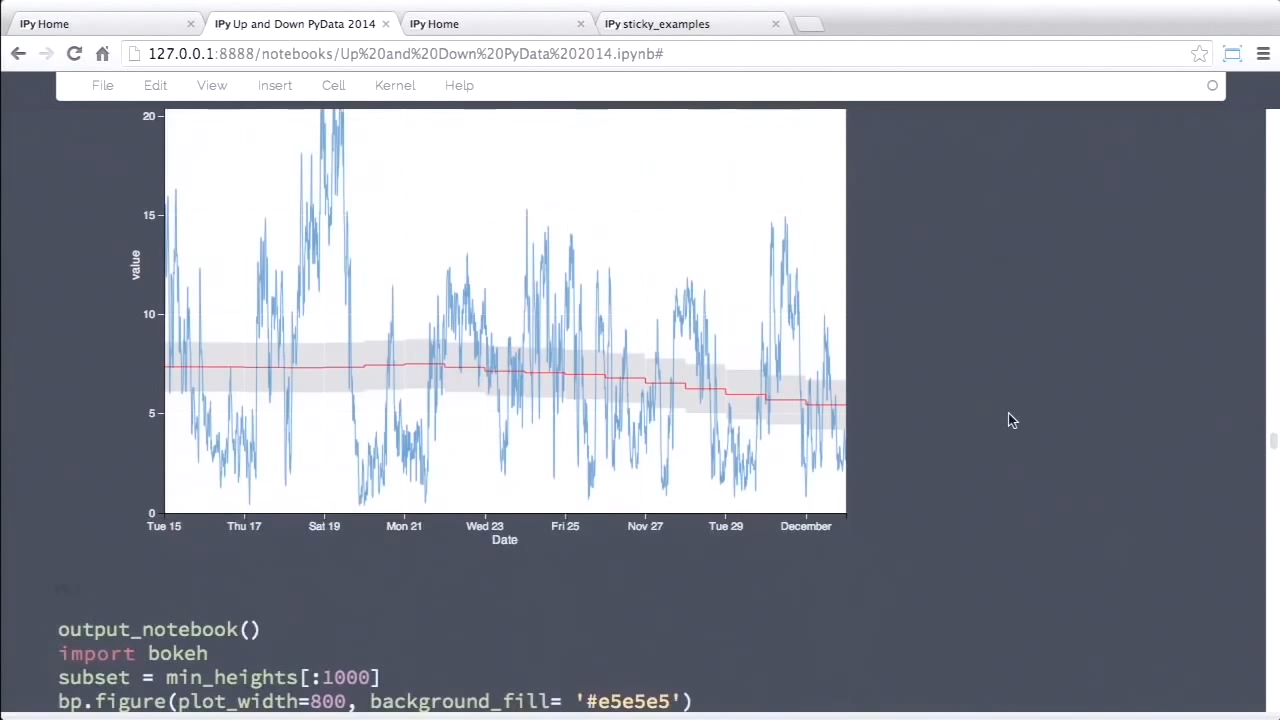 IPy Home
IPy Up and Down PyData 2014
IPy Home
IPy sticky_examples
127.0.0.1:8888/notebooks/Up%20and%20Down%20PyData%202014.ipynb#
File Edit View Insert Cell Kernel Help
20
15
10
5
0
value
Tue 15 Thu 17 Sat 19 Mon 21 Wed 23 Fri 25 Nov 27 Tue 29 December
Date
output_notebook()
import bokeh
subset = min_heights[:1000]
bp.figure(plot_width=800, background_fill= '#e5e5e5')